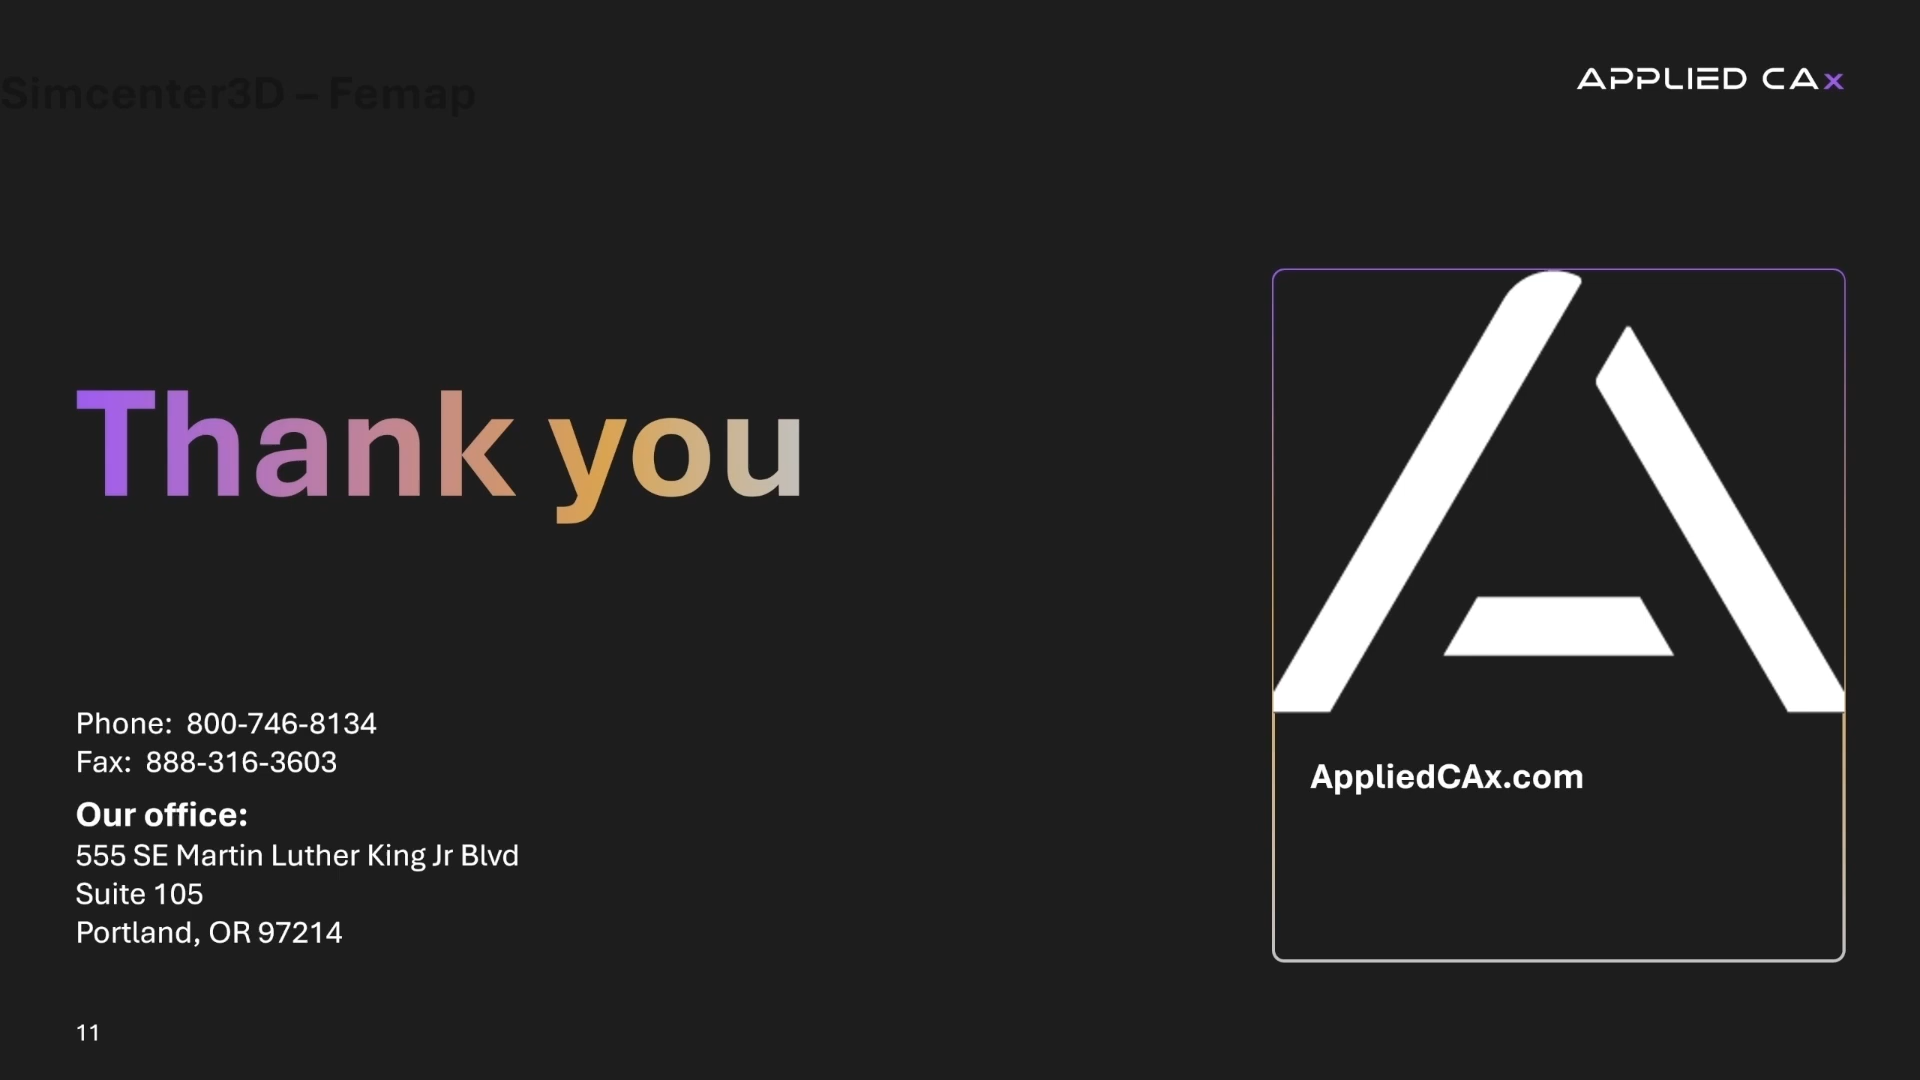 Simcenter3D – Femap
APPLIED CAx
Thank you
Phone:  800-746-8134
Fax:  888-316-3603
Our office:
555 SE Martin Luther King Jr Blvd
Suite 105
Portland, OR 97214
AppliedCAx.com
11